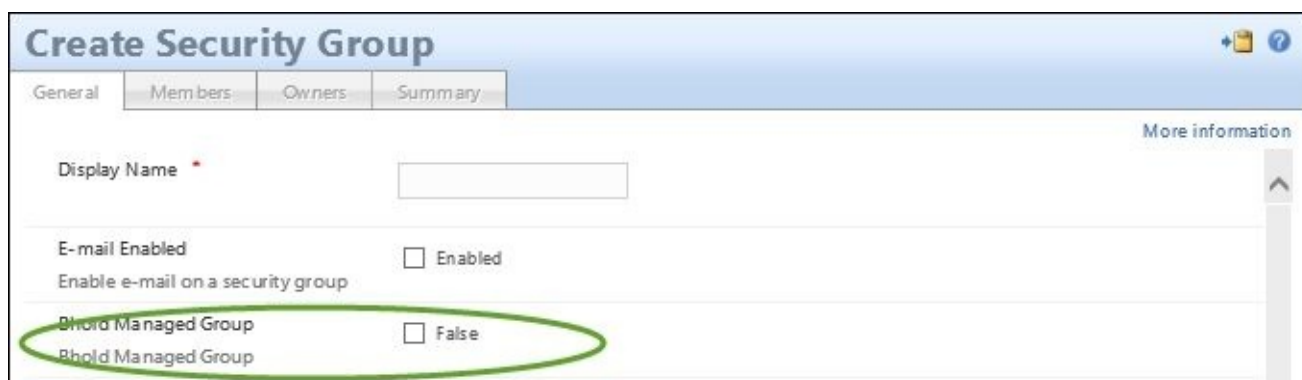 Create Security Group
General Members Owners Summary
More information
Display Name *
E-mail Enabled
Enabled
Enable e-mail on a security group
Bhold Managed Group
False
Bhold Managed Group